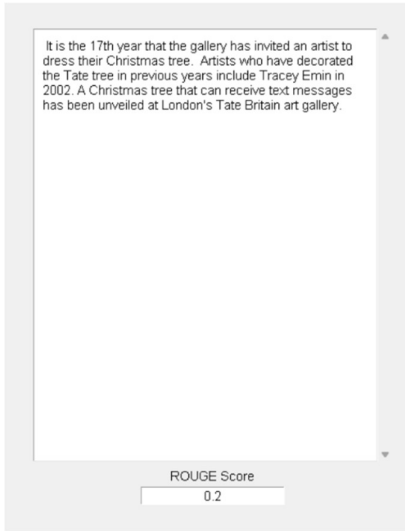 It is the 17th year that the gallery has invited an artist to
dress their Christmas tree.  Artists who have decorated
the Tate tree in previous years include Tracey Emin in
2002. A Christmas tree that can receive text messages
has been unveiled at London's Tate Britain art gallery.
ROUGE Score
0.2